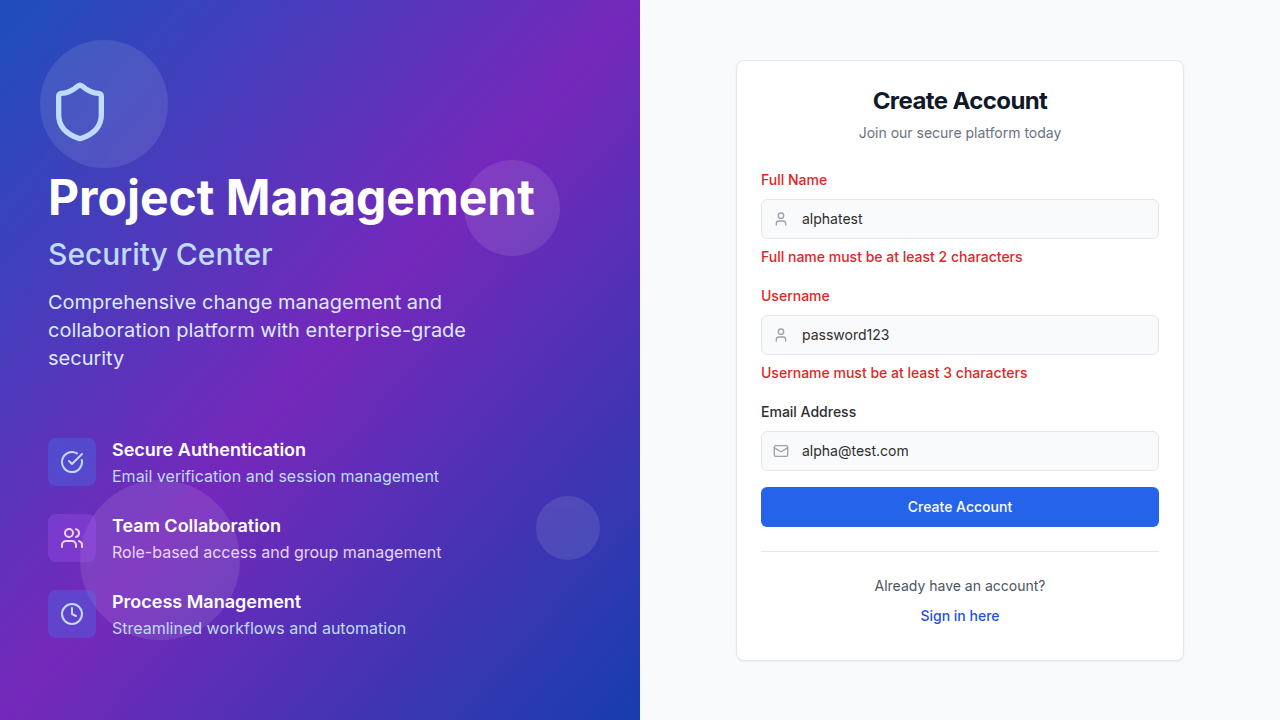 Project Management
Security Center
Comprehensive change management and
collaboration platform with enterprise-grade
security
Secure Authentication
Email verification and session management
Team Collaboration
Role-based access and group management
Process Management
Streamlined workflows and automation
Create Account
Join our secure platform today
Full Name
alphatest
Full name must be at least 2 characters
Username
password123
Username must be at least 3 characters
Email Address
alpha@test.com
Create Account
Already have an account?
Sign in here